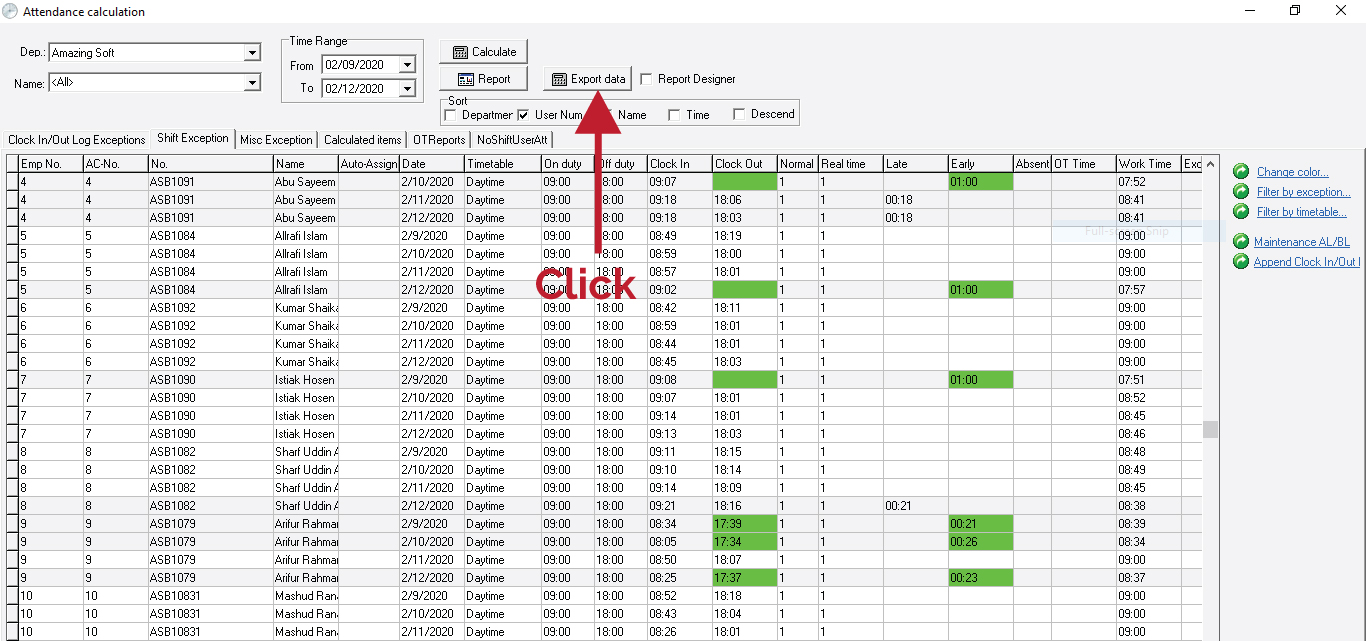 Attendance calculation
Dep.: Amazing Soft
Name: <All>
Time Range
From 02/09/2020
To 02/12/2020
Calculate
Report
Export data
Report Designer
Sort
Departmer User Num Name Time Descend
Clock In/Out Log Exceptions Shift Exception Misc Exception Calculated items OTReports NoShiftUserAtt
Emp No. AC-No. No. Name Auto-Assign Date Timetable On duty Off duty Clock In Clock Out Normal Real time Late Early Absent OT Time Work Time Exc
4 4 ASB1091 Abu Sayeem 2/10/2020 Daytime 09:00 18:00 09:07 1 1 01:00 07:52
4 4 ASB1091 Abu Sayeem 2/11/2020 Daytime 09:00 18:00 09:18 18:06 1 1 00:18 08:41
4 4 ASB1091 Abu Sayeem 2/12/2020 Daytime 09:00 18:00 09:18 18:03 1 1 00:18 08:41
5 5 ASB1084 Allrafi Islam 2/9/2020 Daytime 09:00 18:00 08:49 18:19 1 1 09:00
5 5 ASB1084 Allrafi Islam 2/10/2020 Daytime 09:00 18:00 08:59 18:00 1 1 09:00
5 5 ASB1084 Allrafi Islam 2/11/2020 Daytime 09:00 18:00 08:57 18:01 1 1 09:00
5 5 ASB1084 Allrafi Islam 2/12/2020 Daytime 09:00 18:00 09:02 1 1 01:00 07:57
6 6 ASB1092 Kumar Shaika 2/9/2020 Daytime 09:00 18:00 08:42 18:11 1 1 09:00
6 6 ASB1092 Kumar Shaika 2/10/2020 Daytime 09:00 18:00 08:59 18:01 1 1 09:00
6 6 ASB1092 Kumar Shaika 2/11/2020 Daytime 09:00 18:00 08:44 18:01 1 1 09:00
6 6 ASB1092 Kumar Shaika 2/12/2020 Daytime 09:00 18:00 08:45 18:03 1 1 09:00
7 7 ASB1090 Istiak Hosen 2/9/2020 Daytime 09:00 18:00 09:08 1 1 01:00 07:51
7 7 ASB1090 Istiak Hosen 2/10/2020 Daytime 09:00 18:00 09:07 18:01 1 1 08:52
7 7 ASB1090 Istiak Hosen 2/11/2020 Daytime 09:00 18:00 09:14 18:01 1 1 08:45
7 7 ASB1090 Istiak Hosen 2/12/2020 Daytime 09:00 18:00 09:13 18:03 1 1 08:46
8 8 ASB1082 Sharf Uddin A 2/9/2020 Daytime 09:00 18:00 09:11 18:15 1 1 08:48
8 8 ASB1082 Sharf Uddin A 2/10/2020 Daytime 09:00 18:00 09:10 18:14 1 1 08:49
8 8 ASB1082 Sharf Uddin A 2/11/2020 Daytime 09:00 18:00 09:14 18:09 1 1 08:45
8 8 ASB1082 Sharf Uddin A 2/12/2020 Daytime 09:00 18:00 09:21 18:16 1 1 00:21 08:38
9 9 ASB1079 Arifur Rahmar 2/9/2020 Daytime 09:00 18:00 08:34 17:39 1 1 00:21 08:39
9 9 ASB1079 Arifur Rahmar 2/10/2020 Daytime 09:00 18:00 08:05 17:34 1 1 00:26 08:34
9 9 ASB1079 Arifur Rahmar 2/11/2020 Daytime 09:00 18:00 08:50 18:07 1 1 09:00
9 9 ASB1079 Arifur Rahmar 2/12/2020 Daytime 09:00 18:00 08:25 17:37 1 1 00:23 08:37
10 10 ASB10831 Mashud Rana 2/9/2020 Daytime 09:00 18:00 08:52 18:18 1 1 09:00
10 10 ASB10831 Mashud Rana 2/10/2020 Daytime 09:00 18:00 08:43 18:04 1 1 09:00
10 10 ASB10831 Mashud Rana 2/11/2020 Daytime 09:00 18:00 08:26 18:01 1 1 09:00
Click
Change color...
Filter by exception...
Filter by timetable...
Maintenance AL/BL
Append Clock In/Out